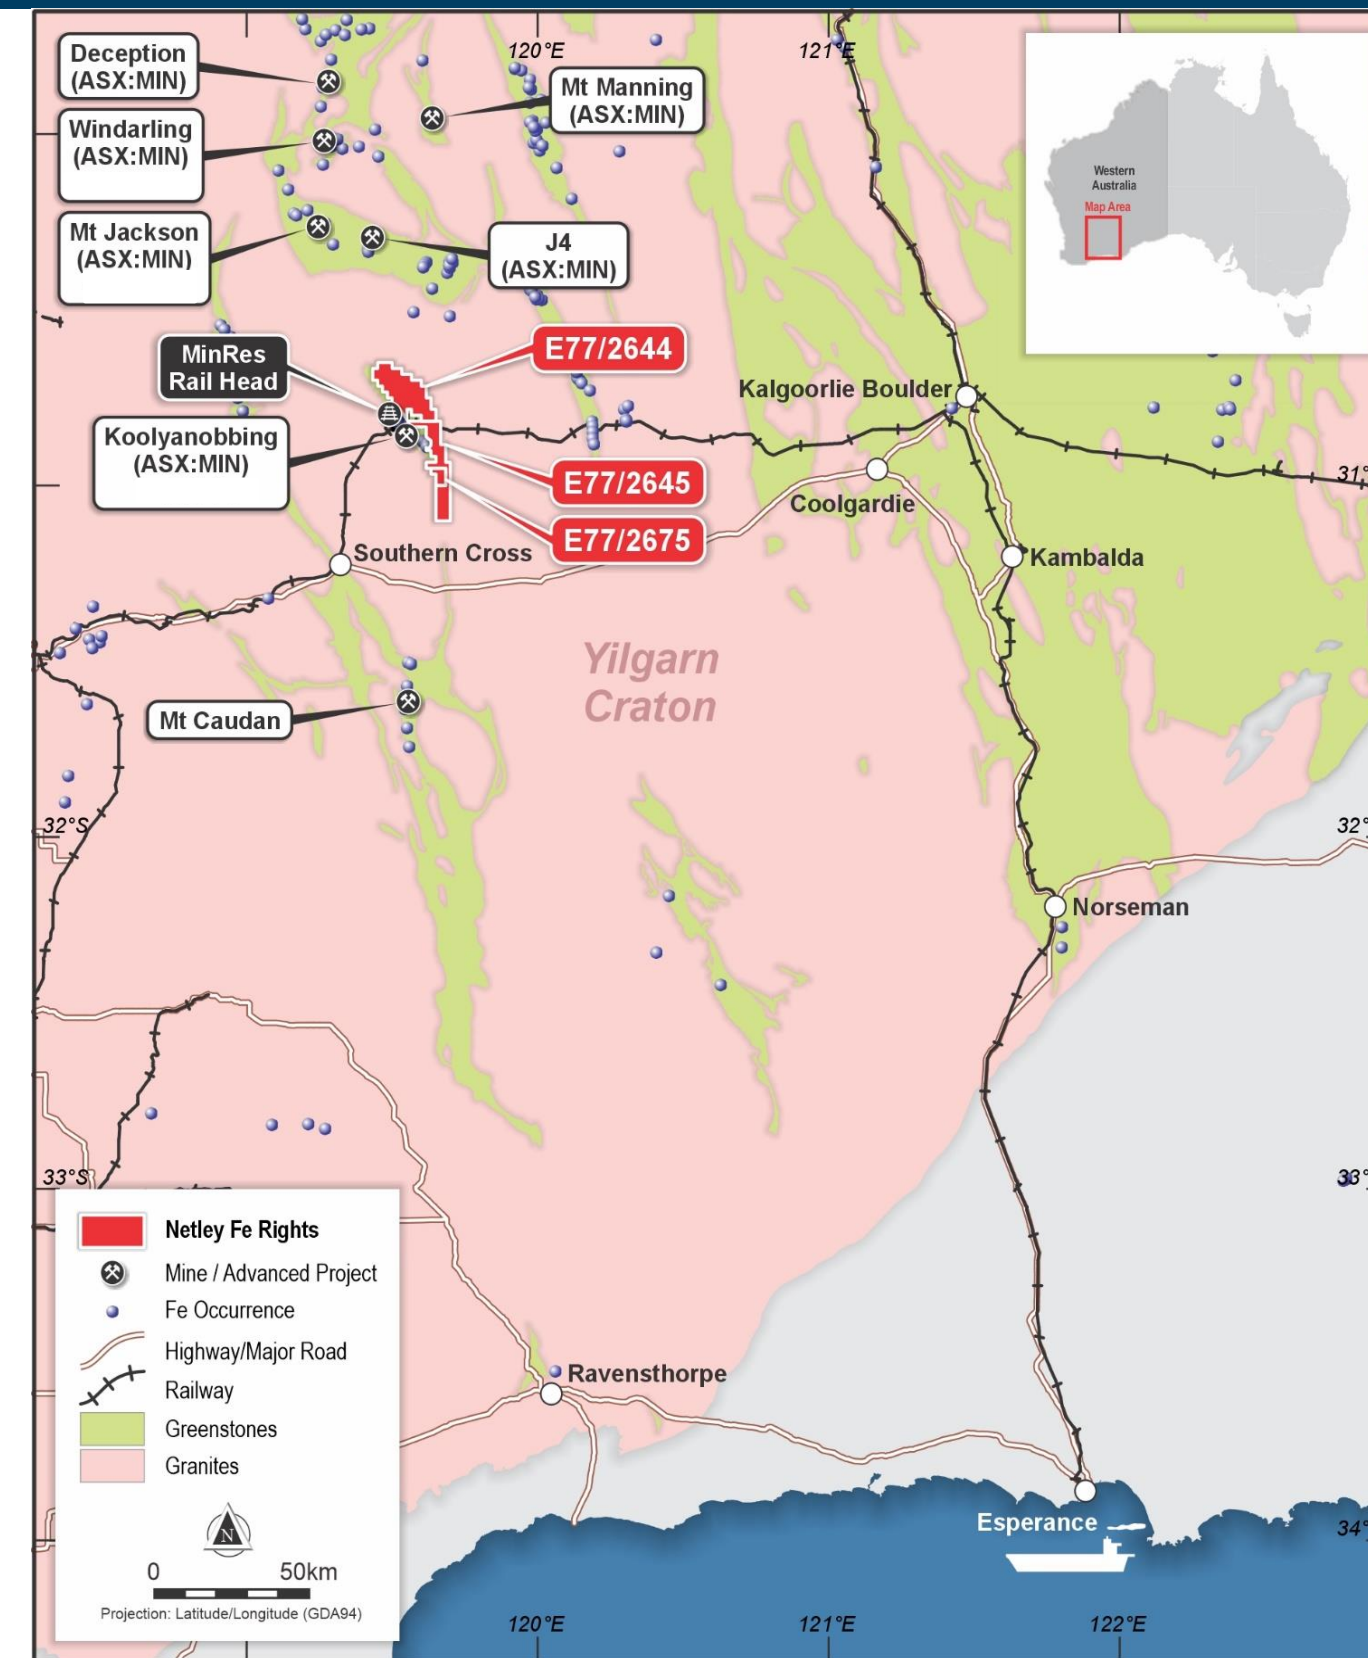 120°E
121°E
Deception
(ASX:MIN)
Mt Manning
(ASX:MIN)
Windarling
(ASX:MIN)
Western
Australia
Map Area
Mt Jackson
(ASX:MIN)
J4
(ASX:MIN)
E77/2644
MinRes
Rail Head
Kalgoorlie Boulder
Koolyanobbing
(ASX:MIN)
E77/2645
31°
Coolgardie
E77/2675
Southern Cross
Kambalda
Yilgarn
Craton
Mt Caudan
32°S
32°
Norseman
33°S
33°
Netley Fe Rights
Mine / Advanced Project
Fe Occurrence
Highway/Major Road
Railway
Greenstones
Granites
N
0
50km
Projection: Latitude/Longitude (GDA94)
Ravensthorpe
Esperance
34°
120°E
121°E
122°E